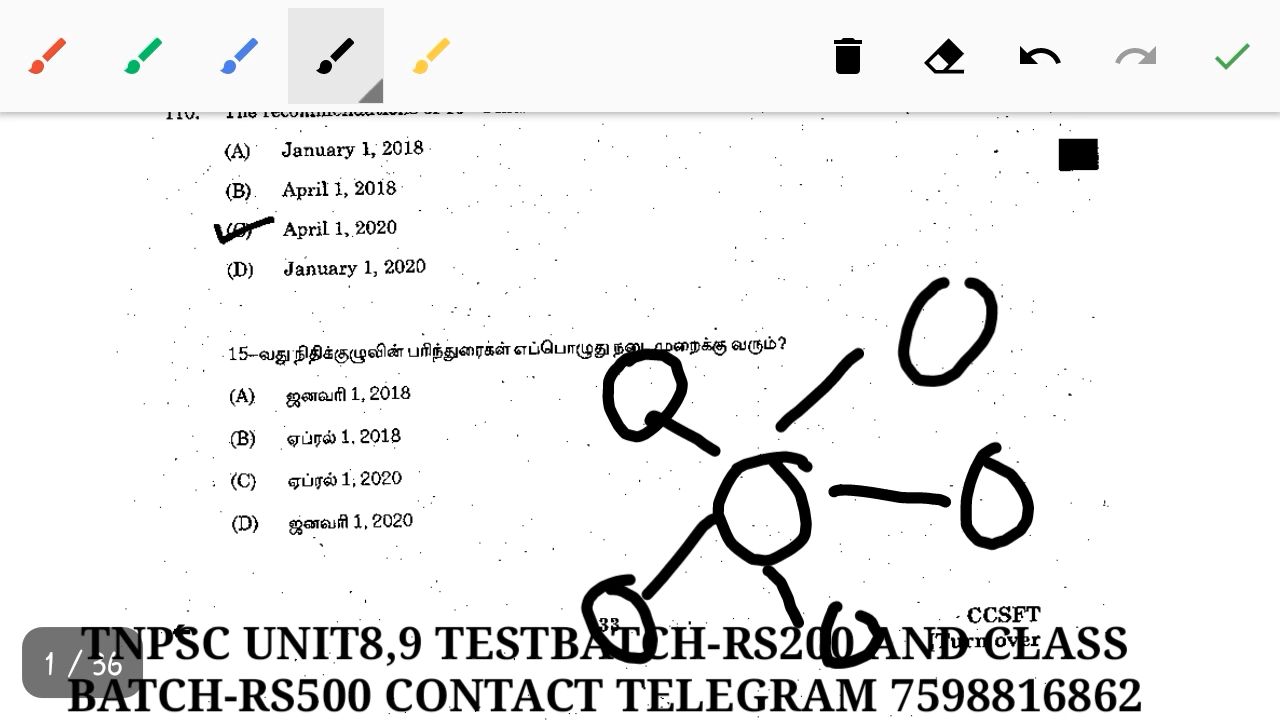 110. The recommendations of 15
(A) January 1, 2018
(B) April 1, 2018
(C) April 1, 2020
(D) January 1, 2020
15-வது நிதிக்குழுவின் பரிந்துரைகள் எப்பொழுது நடைமுறைக்கு வரும்?
(A) ஜனவரி 1, 2018
(B) ஏப்ரல் 1, 2018
(C) ஏப்ரல் 1, 2020
(D) ஜனவரி 1, 2020
33
CCSFT
[Turn over
1 / 36
TNPSC UNIT8,9 TESTBATCH-RS200 AND CLASS
BATCH-RS500 CONTACT TELEGRAM 7598816862